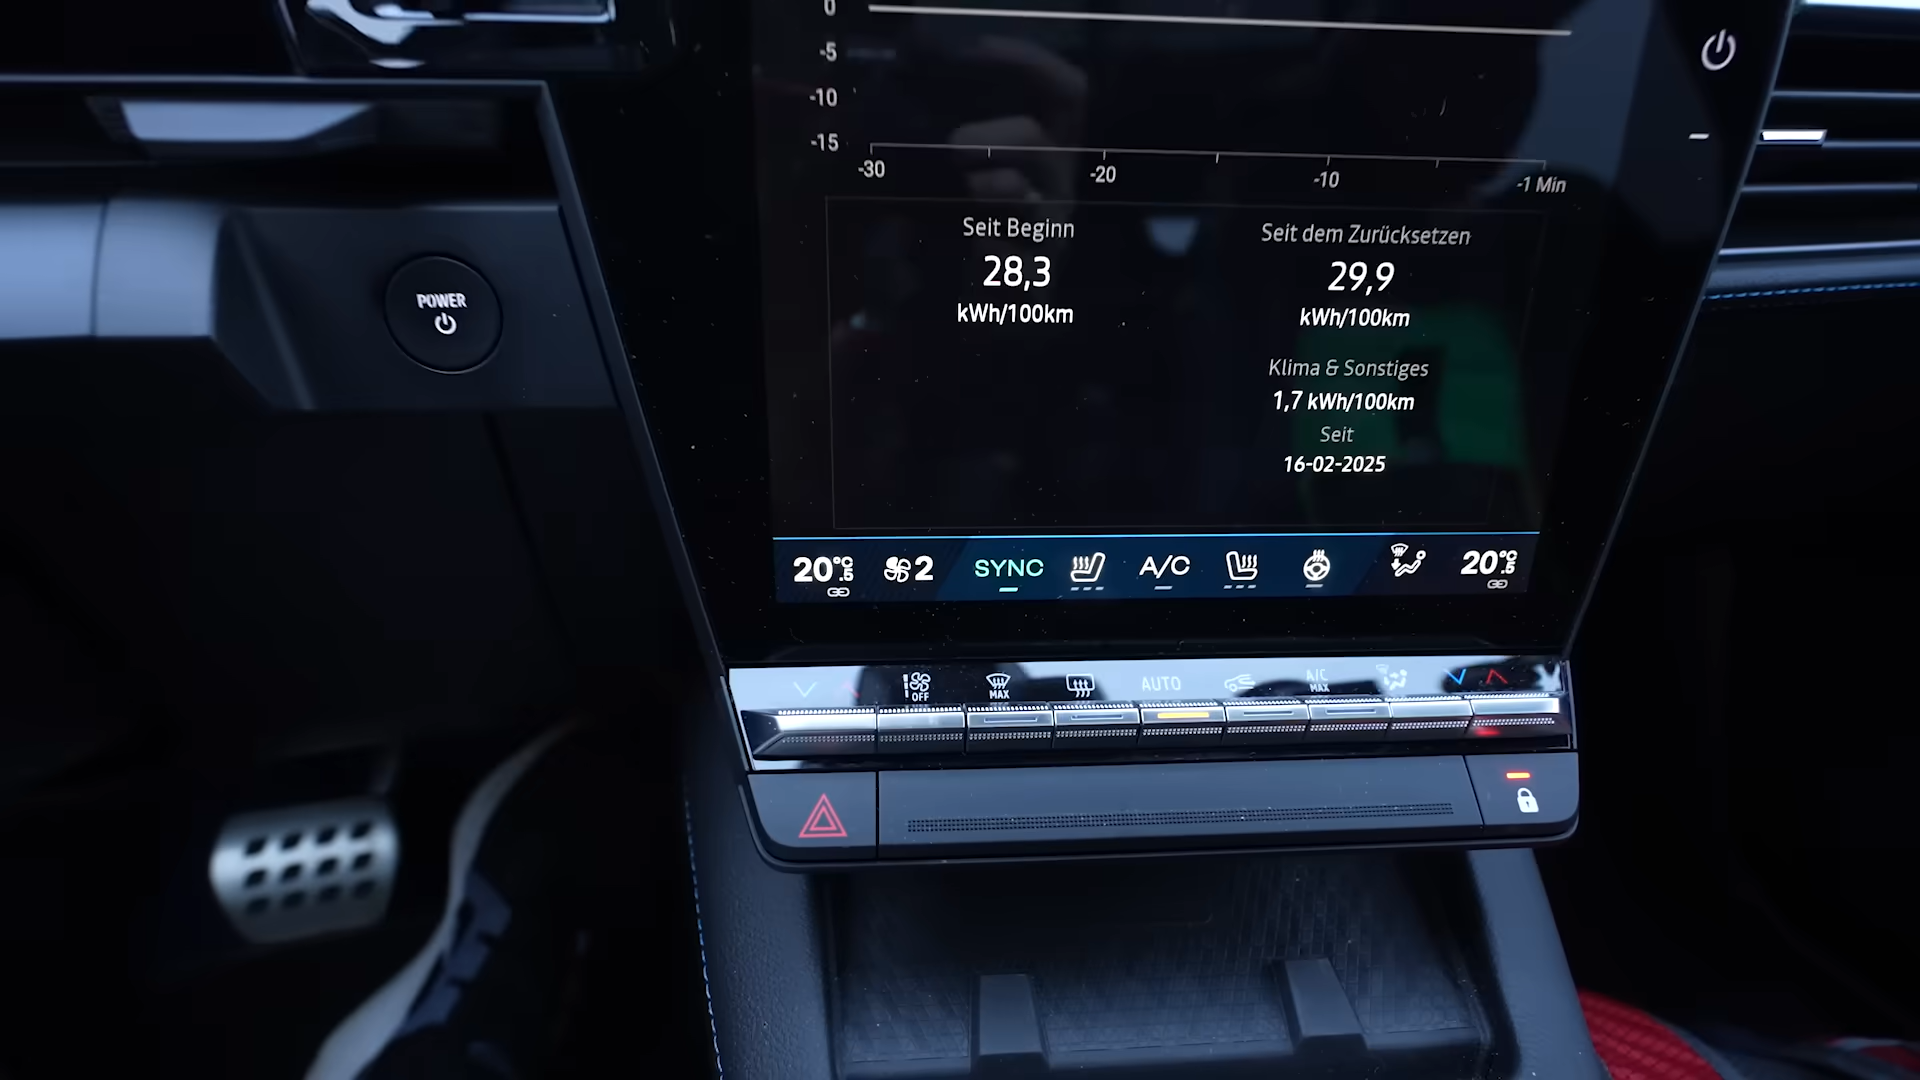 0
-5
-10
-15
-30 -20 -10 -1 Min
Seit Beginn
28,3
kWh/100km
Seit dem Zurücksetzen
29,9
kWh/100km
Klima & Sonstiges
1,7 kWh/100km
Seit
16-02-2025
POWER
20°C.5 2 SYNC A/C 20°C.5
OFF MAX AUTO A/C MAX